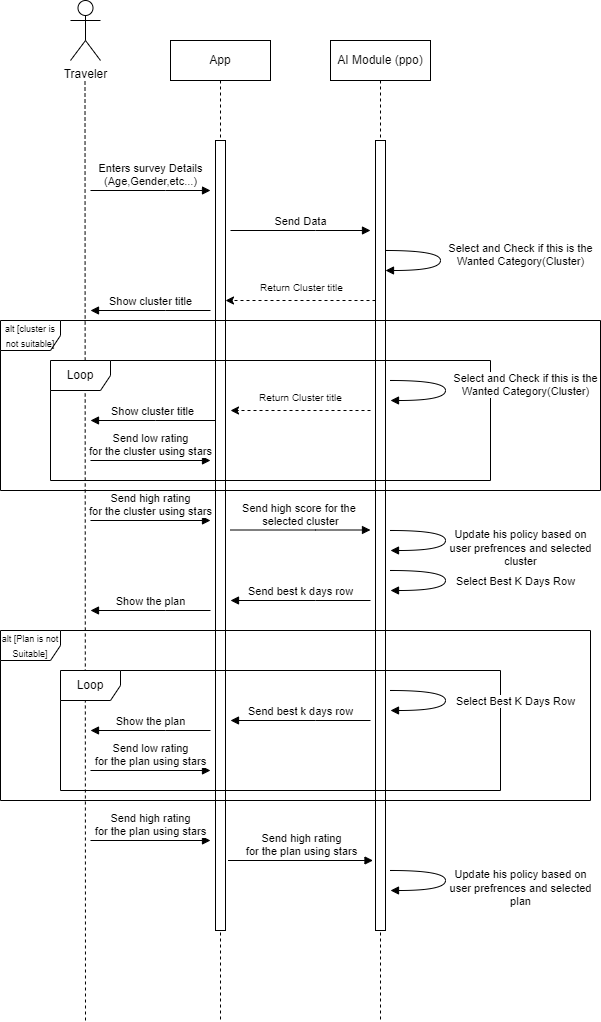 Traveler
App
AI Module (ppo)
Enters survey Details
(Age,Gender,etc...)
Send Data
Select and Check if this is the
Wanted Category(Cluster)
Return Cluster title
Show cluster title
alt [cluster is
not suitable]
Loop
Select and Check if this is the
Wanted Category(Cluster)
Return Cluster title
Show cluster title
Send low rating
for the cluster using stars
Send high rating
for the cluster using stars
Send high score for the
selected cluster
Update his policy based on
user prefrences and selected
cluster
Select Best K Days Row
Send best k days row
Show the plan
alt [Plan is not
Suitable]
Loop
Select Best K Days Row
Send best k days row
Show the plan
Send low rating
for the plan using stars
Send high rating
for the plan using stars
Send high rating
for the plan using stars
Update his policy based on
user prefrences and selected
plan